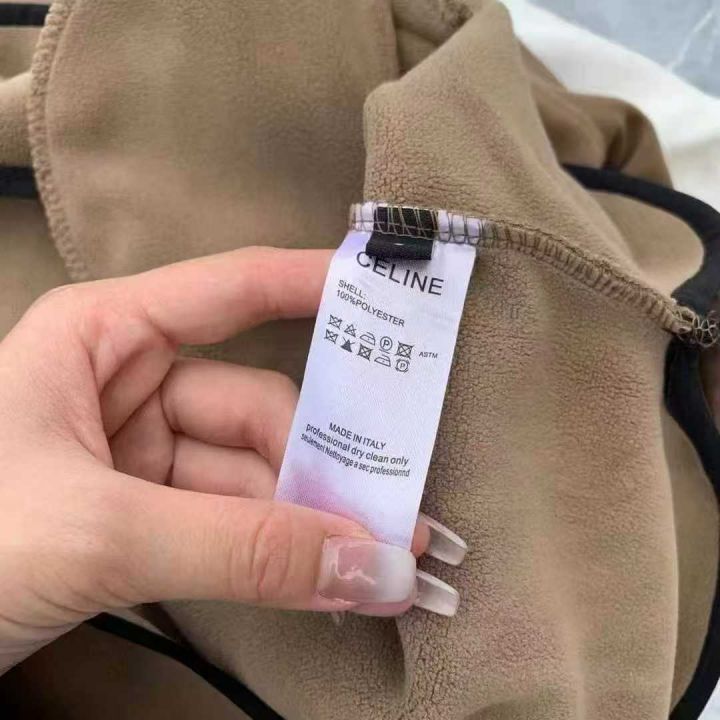 CELINE
SHELL:
100%POLYESTER
P
ASTM
MADE IN ITALY
professional dry clean only
seulement Nettoyage a sec professionnd